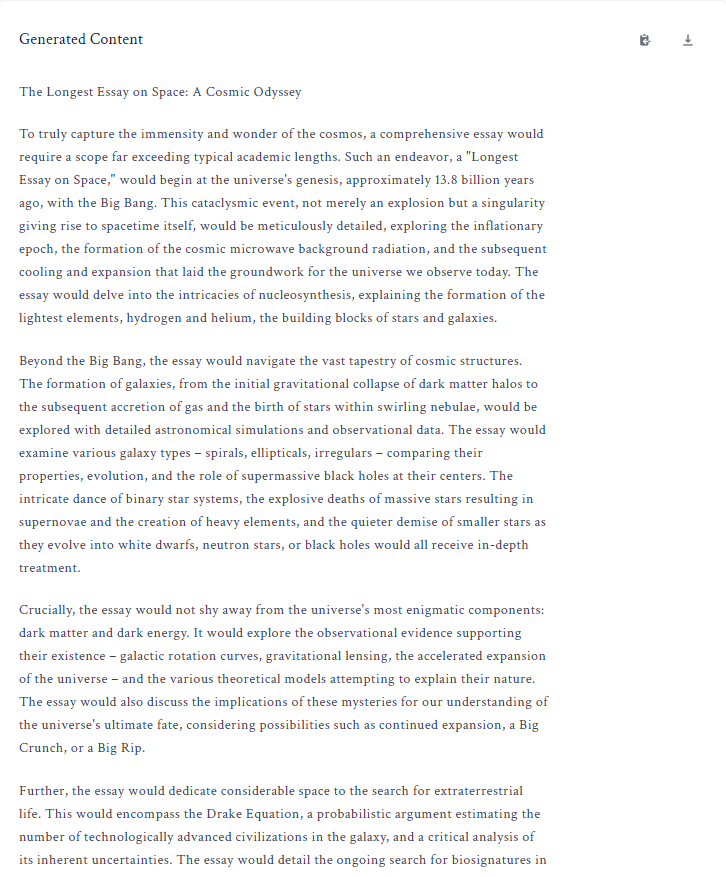 Generated Content
The Longest Essay on Space: A Cosmic Odyssey
To truly capture the immensity and wonder of the cosmos, a comprehensive essay would
require a scope far exceeding typical academic lengths. Such an endeavor, a "Longest
Essay on Space," would begin at the universe's genesis, approximately 13.8 billion years
ago, with the Big Bang. This cataclysmic event, not merely an explosion but a singularity
giving rise to spacetime itself, would be meticulously detailed, exploring the inflationary
epoch, the formation of the cosmic microwave background radiation, and the subsequent
cooling and expansion that laid the groundwork for the universe we observe today. The
essay would delve into the intricacies of nucleosynthesis, explaining the formation of the
lightest elements, hydrogen and helium, the building blocks of stars and galaxies.
Beyond the Big Bang, the essay would navigate the vast tapestry of cosmic structures.
The formation of galaxies, from the initial gravitational collapse of dark matter halos to
the subsequent accretion of gas and the birth of stars within swirling nebulae, would be
explored with detailed astronomical simulations and observational data. The essay would
examine various galaxy types – spirals, ellipticals, irregulars – comparing their
properties, evolution, and the role of supermassive black holes at their centers. The
intricate dance of binary star systems, the explosive deaths of massive stars resulting in
supernovae and the creation of heavy elements, and the quieter demise of smaller stars as
they evolve into white dwarfs, neutron stars, or black holes would all receive in-depth
treatment.
Crucially, the essay would not shy away from the universe's most enigmatic components:
dark matter and dark energy. It would explore the observational evidence supporting
their existence – galactic rotation curves, gravitational lensing, the accelerated expansion
of the universe – and the various theoretical models attempting to explain their nature.
The essay would also discuss the implications of these mysteries for our understanding of
the universe's ultimate fate, considering possibilities such as continued expansion, a Big
Crunch, or a Big Rip.
Further, the essay would dedicate considerable space to the search for extraterrestrial
life. This would encompass the Drake Equation, a probabilistic argument estimating the
number of technologically advanced civilizations in the galaxy, and a critical analysis of
its inherent uncertainties. The essay would detail the ongoing search for biosignatures in